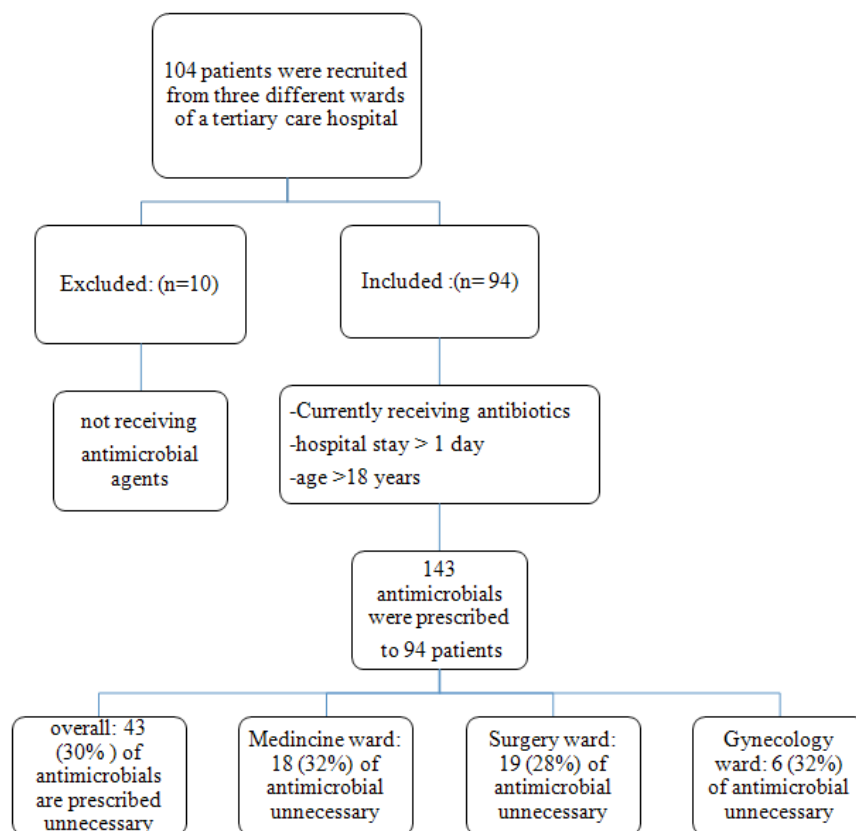 104 patients were recruited
from three different wards
of a tertiary care hospital
Excluded: (n=10)
Included :(n= 94)
not receiving
antimicrobial
agents
-Currently receiving antibiotics
-hospital stay > 1 day
-age >18 years
143
antimicrobials
were prescribed
to 94 patients
overall: 43
(30% ) of
antimicrobials
are prescribed
unnecessary
Medincine ward:
18 (32%) of
antimicrobial
unnecessary
Surgery ward:
19 (28%) of
antimicrobial
unnecessary
Gynecology
ward: 6 (32%)
of antimicrobial
unnecessary